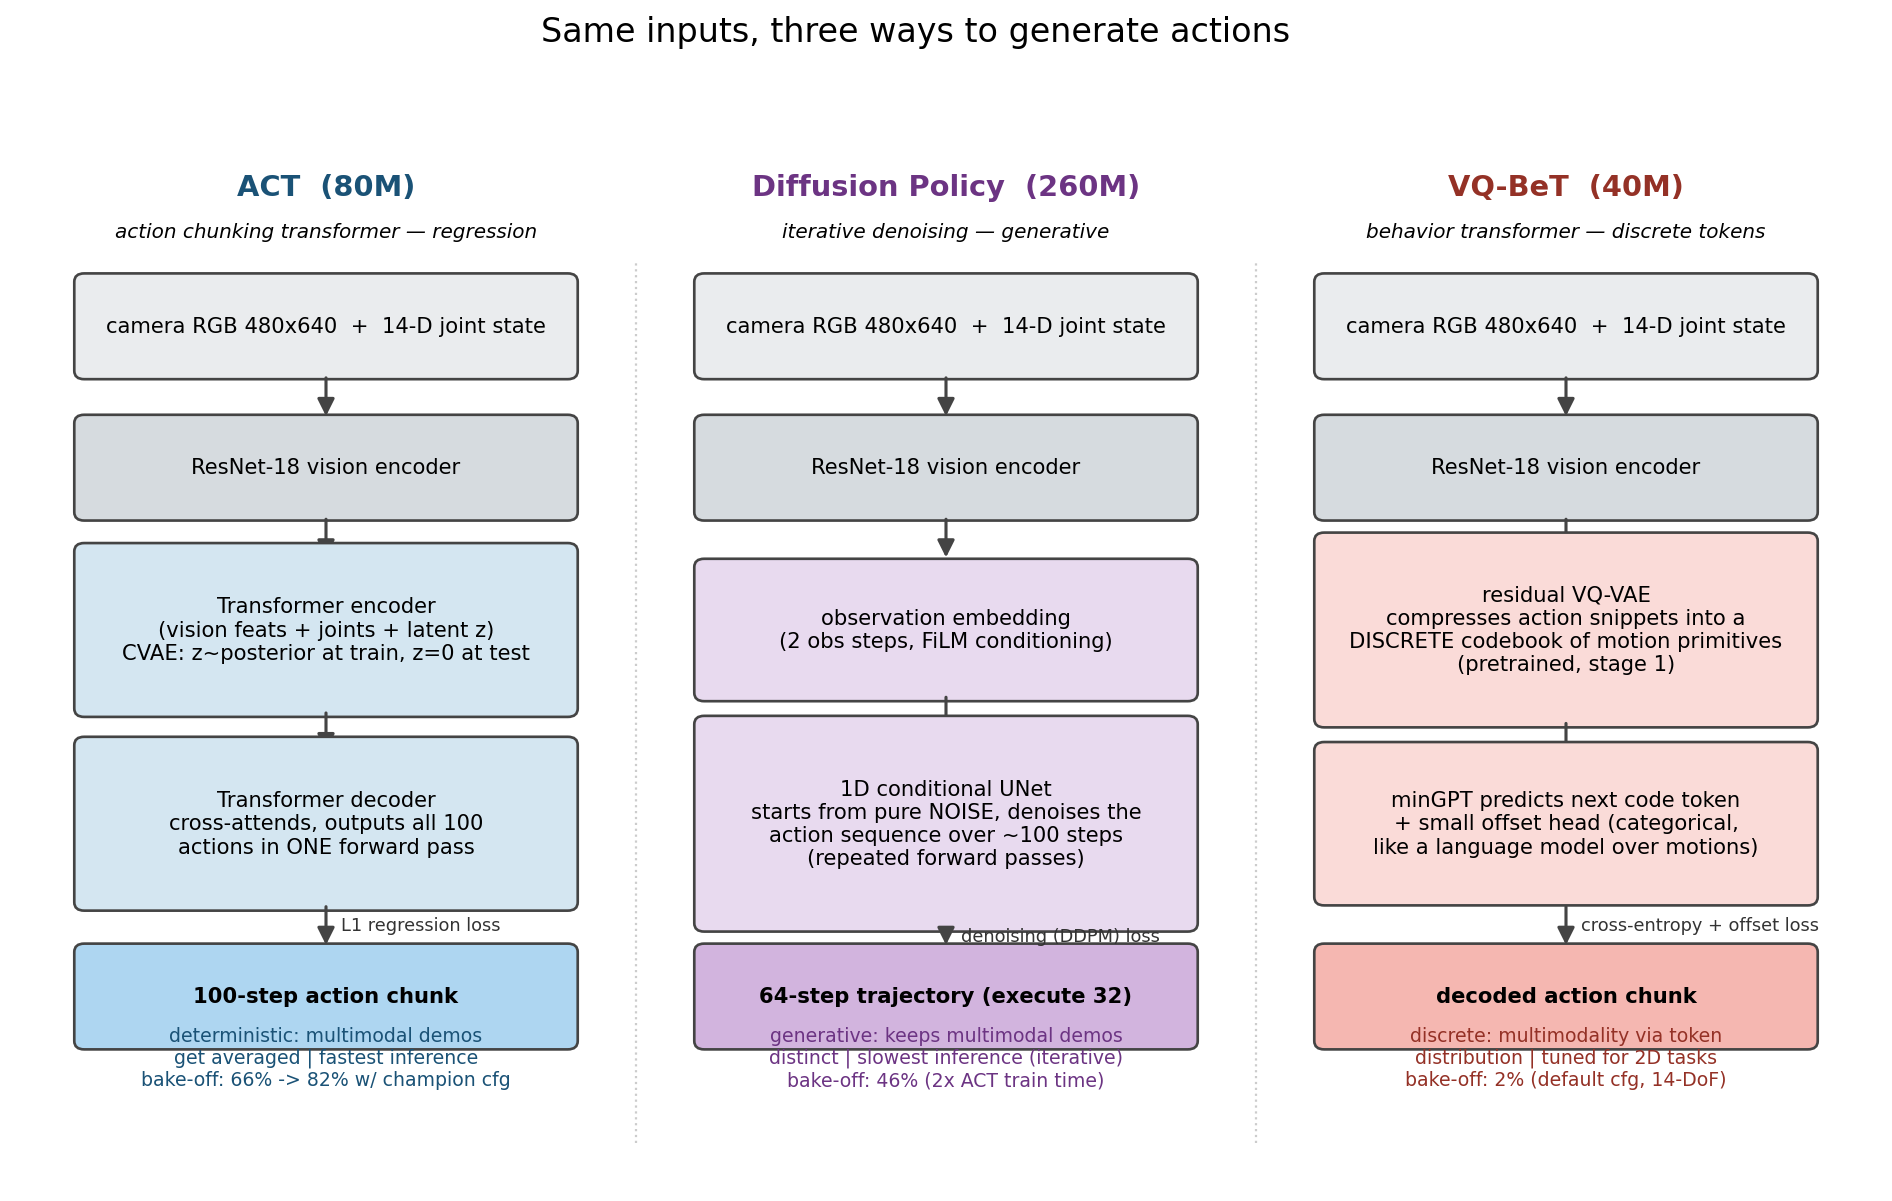 Same inputs, three ways to generate actions
ACT  (80M)
action chunking transformer — regression
camera RGB 480x640  +  14-D joint state
ResNet-18 vision encoder
Transformer encoder
(vision feats + joints + latent z)
CVAE: z~posterior at train, z=0 at test
Transformer decoder
cross-attends, outputs all 100
actions in ONE forward pass
L1 regression loss
100-step action chunk
deterministic: multimodal demos
get averaged | fastest inference
bake-off: 66% -> 82% w/ champion cfg
Diffusion Policy  (260M)
iterative denoising — generative
camera RGB 480x640  +  14-D joint state
ResNet-18 vision encoder
observation embedding
(2 obs steps, FiLM conditioning)
1D conditional UNet
starts from pure NOISE, denoises the
action sequence over ~100 steps
(repeated forward passes)
denoising (DDPM) loss
64-step trajectory (execute 32)
generative: keeps multimodal demos
distinct | slowest inference (iterative)
bake-off: 46% (2x ACT train time)
VQ-BeT  (40M)
behavior transformer — discrete tokens
camera RGB 480x640  +  14-D joint state
ResNet-18 vision encoder
residual VQ-VAE
compresses action snippets into a
DISCRETE codebook of motion primitives
(pretrained, stage 1)
minGPT predicts next code token
+ small offset head (categorical,
like a language model over motions)
cross-entropy + offset loss
decoded action chunk
discrete: multimodality via token
distribution | tuned for 2D tasks
bake-off: 2% (default cfg, 14-DoF)